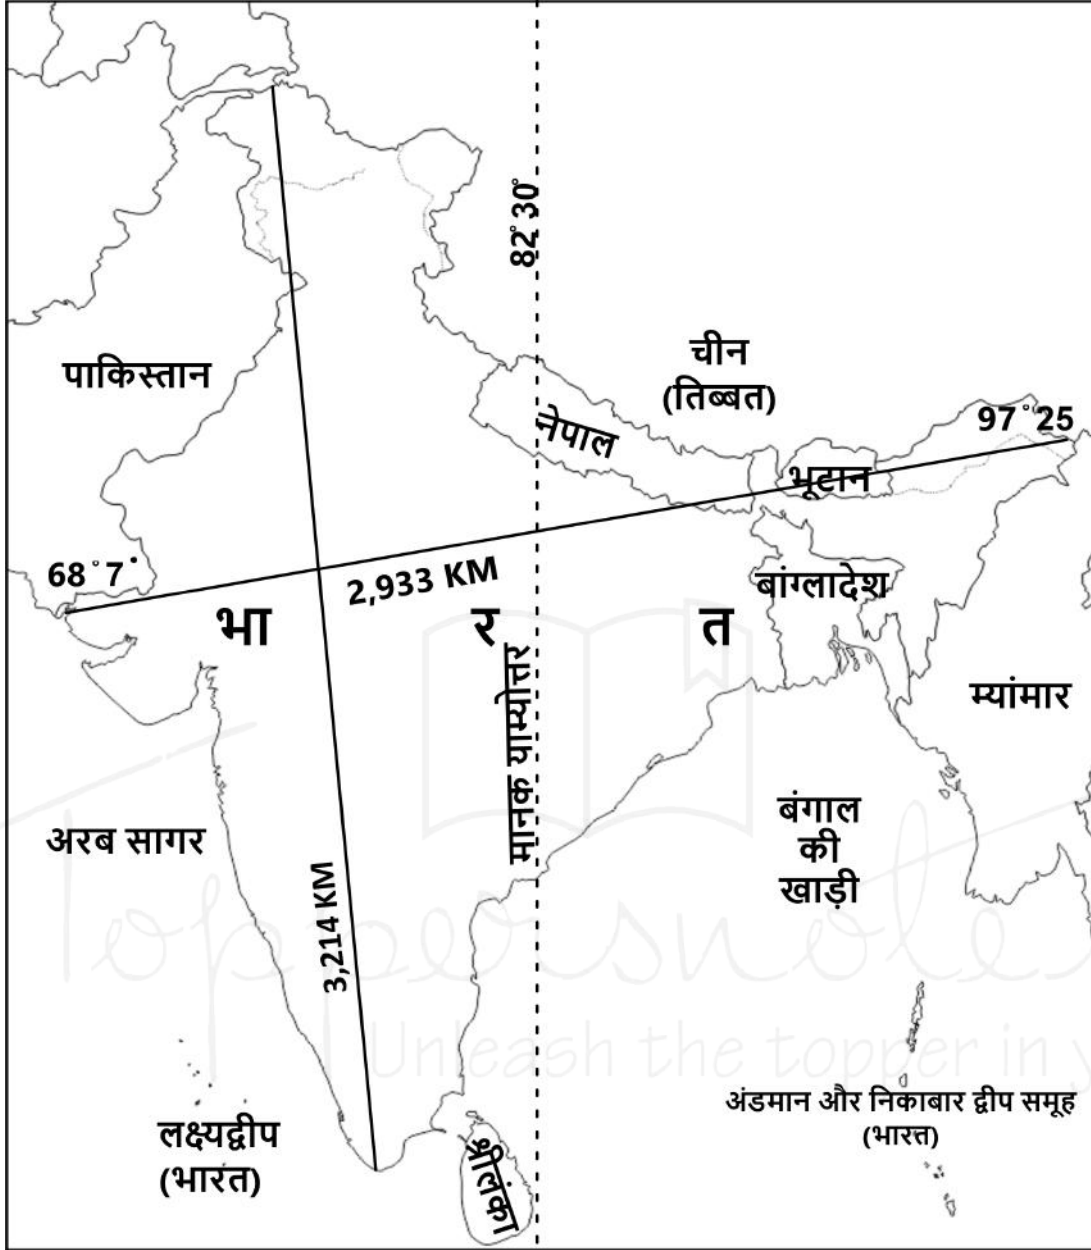 82°30°
चीन
(तिब्बत)
पाकिस्तान
97°25
नेपाल
भूटान
68°7°
2,933 KM
बांग्लादेश
भा र त
मानक याम्योत्तर
म्यांमार
बंगाल
की
खाड़ी
अरब सागर
3,214 KM
Toppersnote
Unleash the topper in y
अंडमान और निकाबार द्वीप समूह
(भारत)
लक्ष्यद्वीप
(भारत)
श्रीलंका